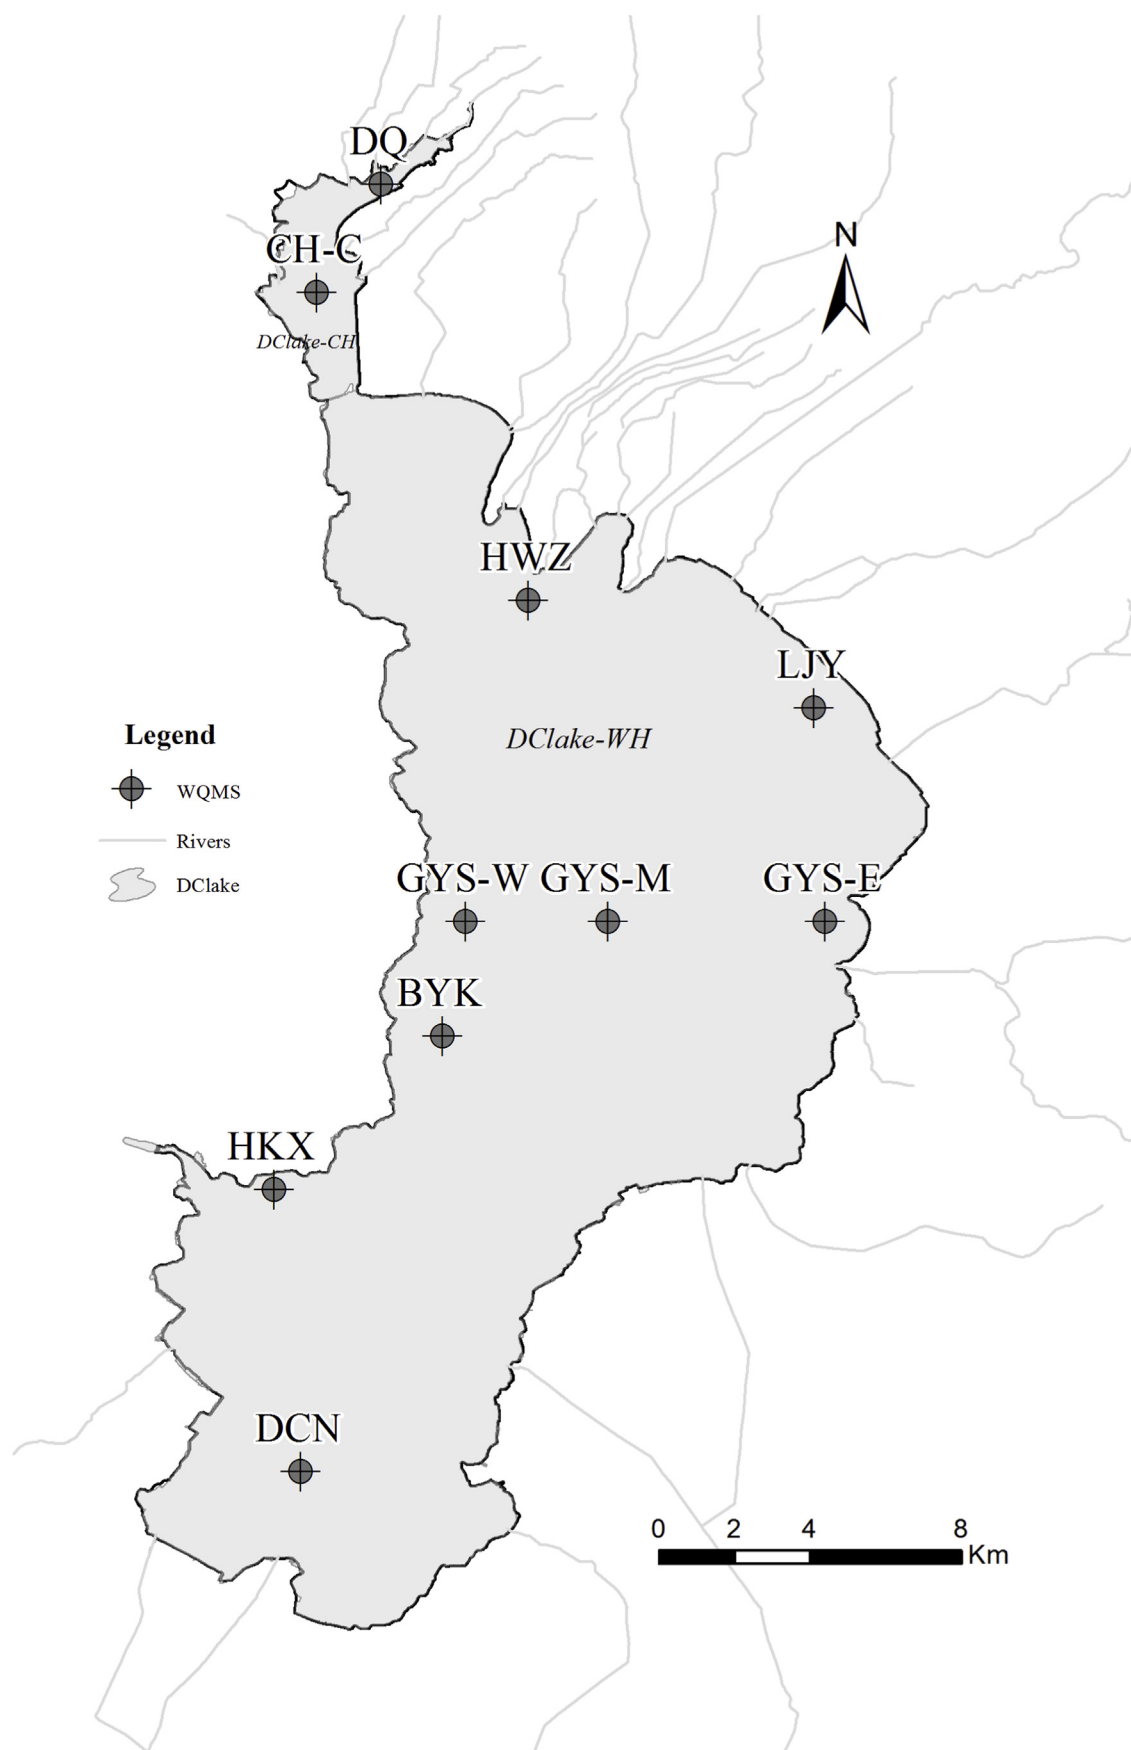 DQ
N
CH-C
DClake-CH
HWZ
LJY
Legend
DClake-WH
WQMS
Rivers
GYS-W GYS-M GYS-E
DClake
BYK
HKX
DCN
0 2 4 8
Km